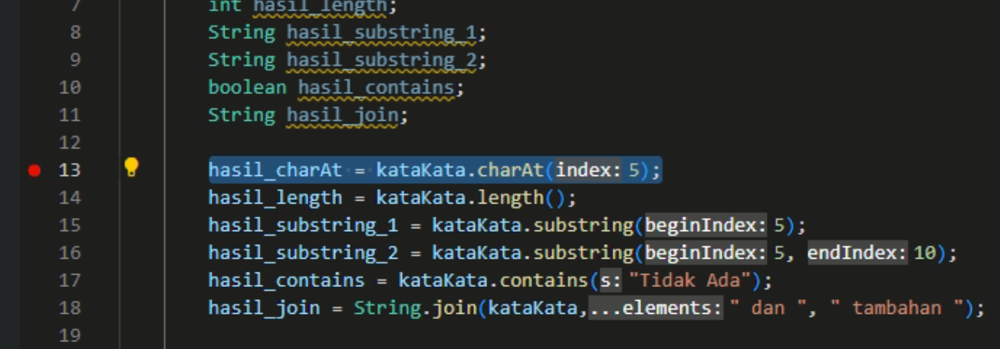 7 int hasil_length;
8 String hasil_substring_1;
9 String hasil_substring_2;
10 boolean hasil_contains;
11 String hasil_join;
12
13 hasil_charAt = kataKata.charAt(index: 5);
14 hasil_length = kataKata.length();
15 hasil_substring_1 = kataKata.substring(beginIndex: 5);
16 hasil_substring_2 = kataKata.substring(beginIndex: 5, endIndex: 10);
17 hasil_contains = kataKata.contains(s: "Tidak Ada");
18 hasil_join = String.join(kataKata,...elements: " dan ", " tambahan ");
19